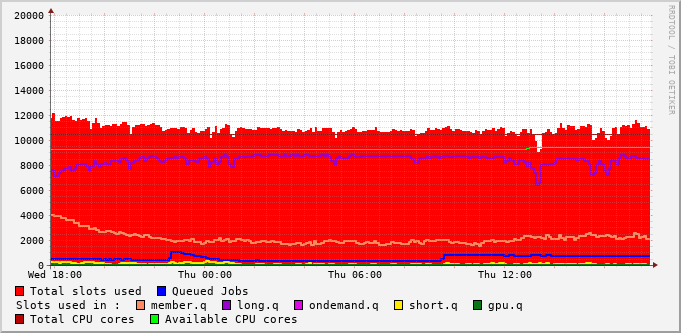 20000
18000
16000
14000
12000
10000
8000
6000
4000
2000
0
Wed 18:00 Thu 00:00 Thu 06:00 Thu 12:00
RRDTOOL / TOBI OETIKER
Total slots used Queued Jobs
Slots used in : member.q long.q ondemand.q short.q gpu.q
Total CPU cores Available CPU cores